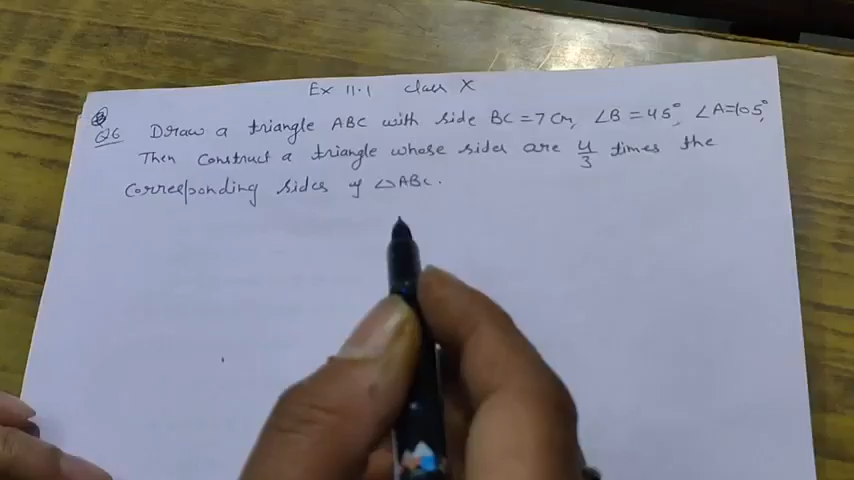 Ex 11.1 Class X
Q6 Draw a triangle ABC with side BC = 7 Cm, ∠B = 45°, ∠A=105°,
Then Construct a triangle whose sides are 4/3 times the
Corresponding sides of △ABC.